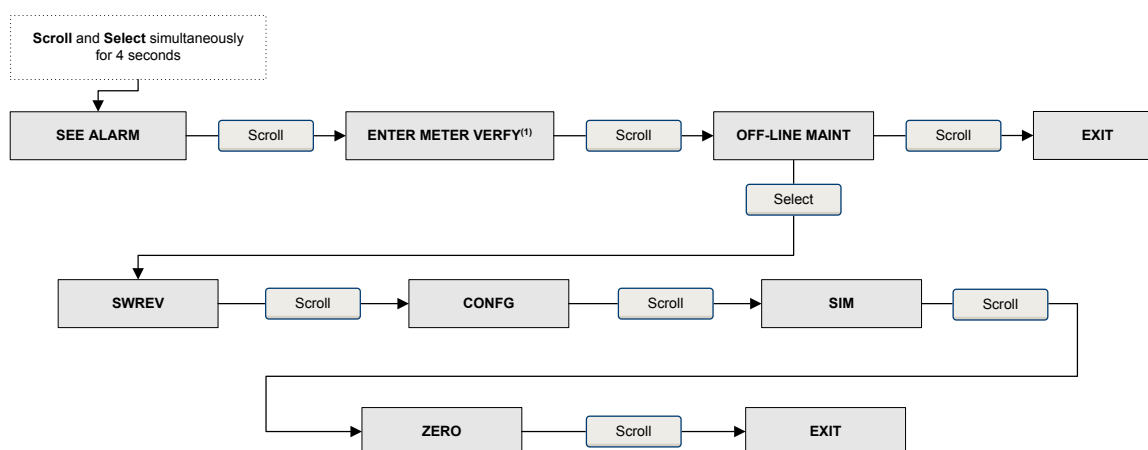 Scroll and Select simultaneously
for 4 seconds
SEE ALARM
Scroll
ENTER METER VERFY(1)
Scroll
OFF-LINE MAINT
Scroll
EXIT
Select
SWREV
Scroll
CONFG
Scroll
SIM
Scroll
ZERO
Scroll
EXIT